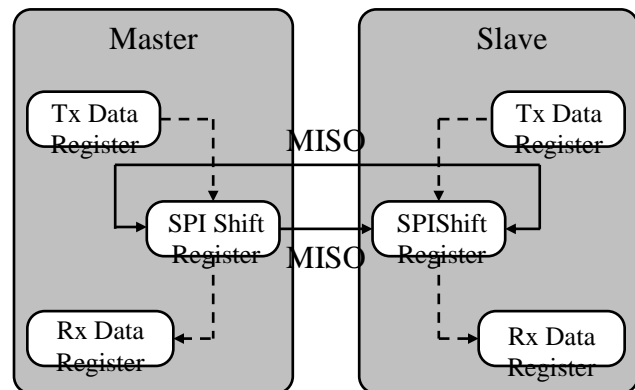 Master
Slave
Tx Data
Register
Tx Data
Register
MISO
SPI Shift
Register
SPIShift
Register
MISO
Rx Data
Register
Rx Data
Register